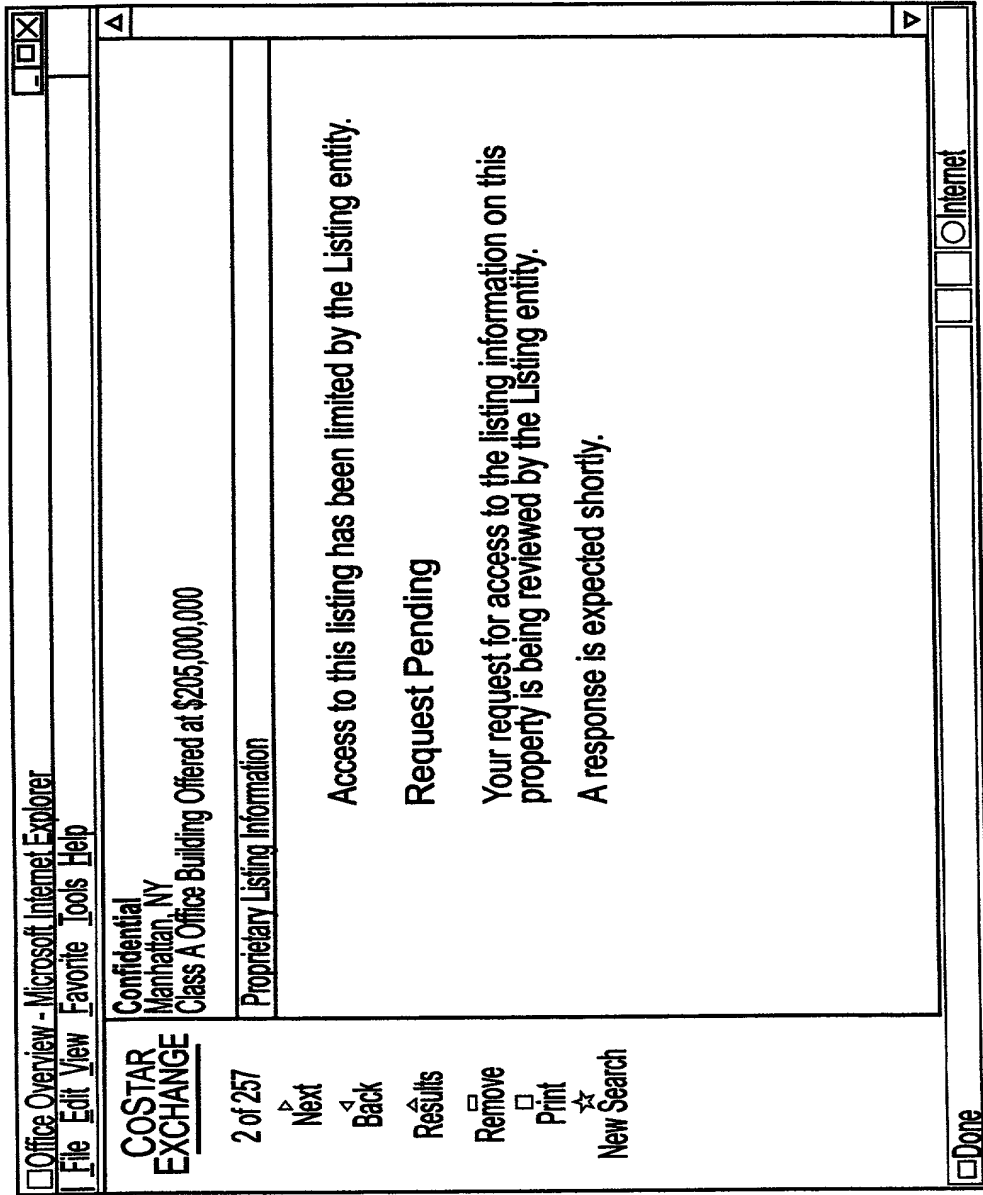 Office Overview - Microsoft Internet Explorer
File Edit View Favorite Tools Help
COSTAR
EXCHANGE
2 of 257
Next
Back
Results
Remove
Print
New Search
Confidential
Manhattan, NY
Class A Office Building Offered at $205,000,000
Proprietary Listing Information
Access to this listing has been limited by the Listing entity.
Request Pending
Your request for access to the listing information on this
property is being reviewed by the Listing entity.
A response is expected shortly.
Done
Internet